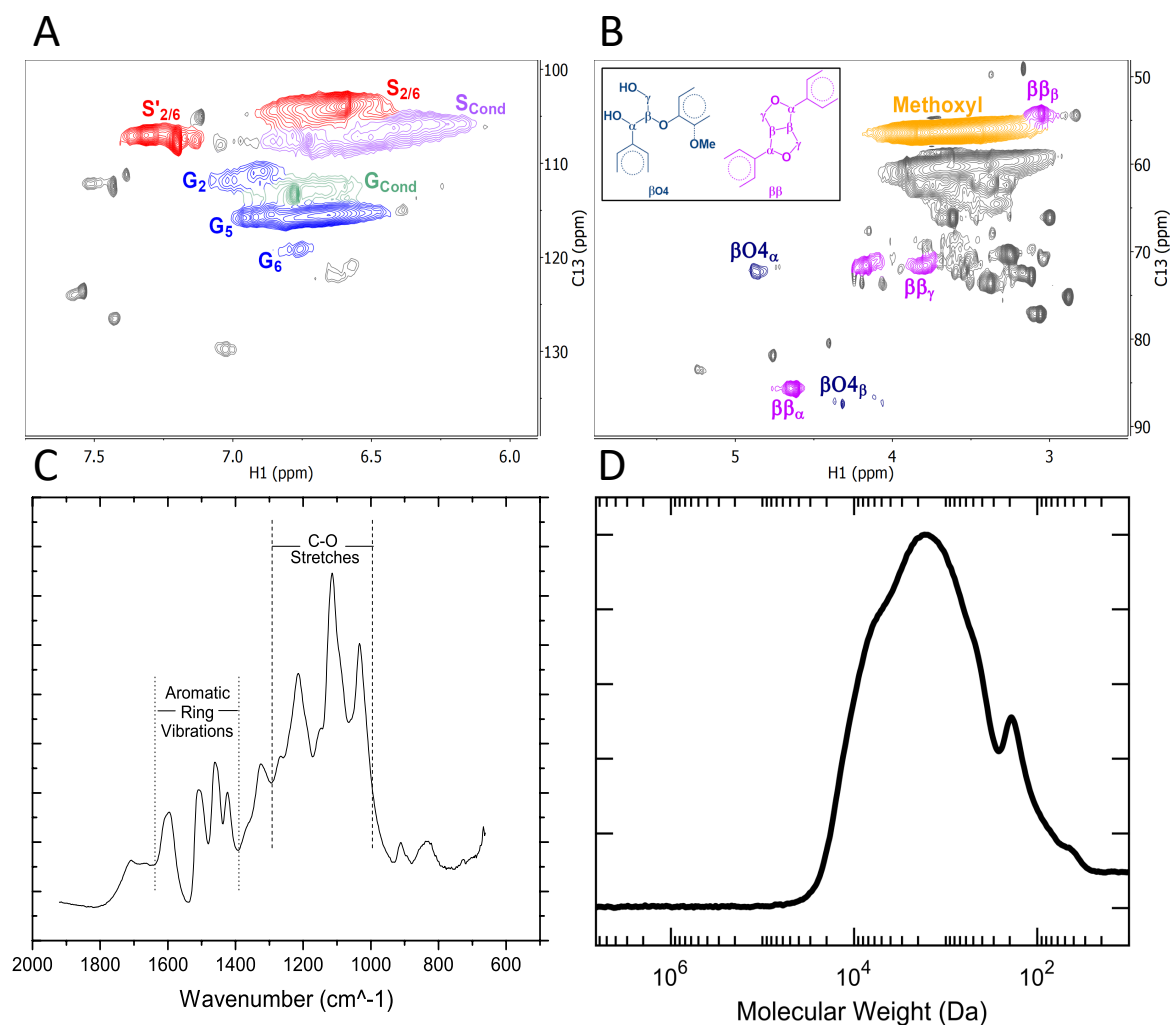 A
100
110
120
130
C13 (ppm)
S'2/6
S2/6
SCond
G2
GCond
G5
G6
7.5
7.0
6.5
6.0
H1 (ppm)
B
HO
γ
HO
α
β
O
OMe
βO4
O
α
γ
β
β
γ
α
O
ββ
Methoxyl
βββ
βO4α
ββγ
βO4β
ββα
50
60
70
80
90
C13 (ppm)
5
4
3
H1 (ppm)
C
C-O
Stretches
Aromatic
Ring
Vibrations
2000
1800
1600
1400
1200
1000
800
600
Wavenumber (cm^-1)
D
10^6
10^4
10^2
Molecular Weight (Da)